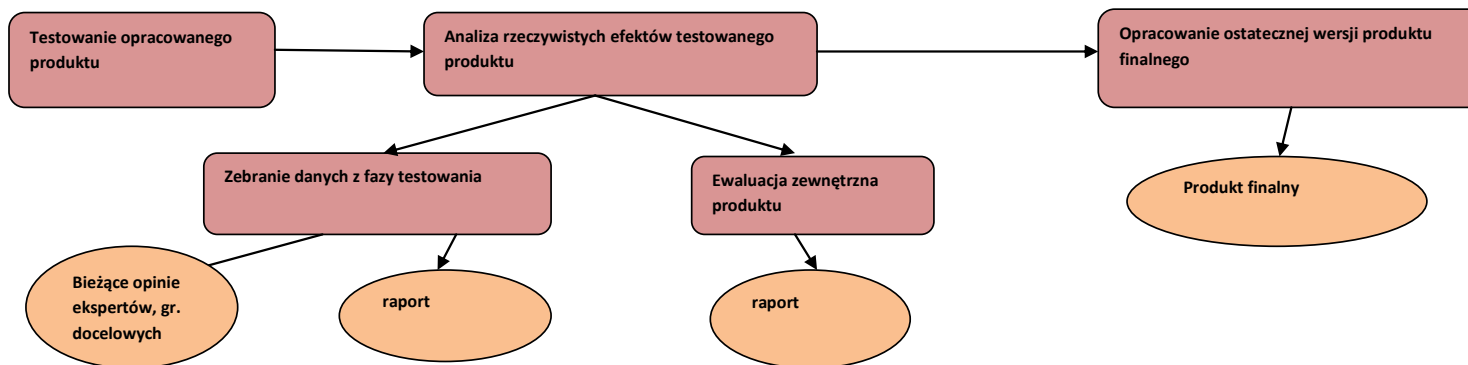 Testowanie opracowanego
produktu
Analiza rzeczywistych efektów testowanego
produktu
Opracowanie ostatecznej wersji produktu
finalnego
Zebranie danych z fazy testowania
Ewaluacja zewnętrzna
produktu
Produkt finalny
Bieżące opinie
ekspertów, gr.
docelowych
raport
raport